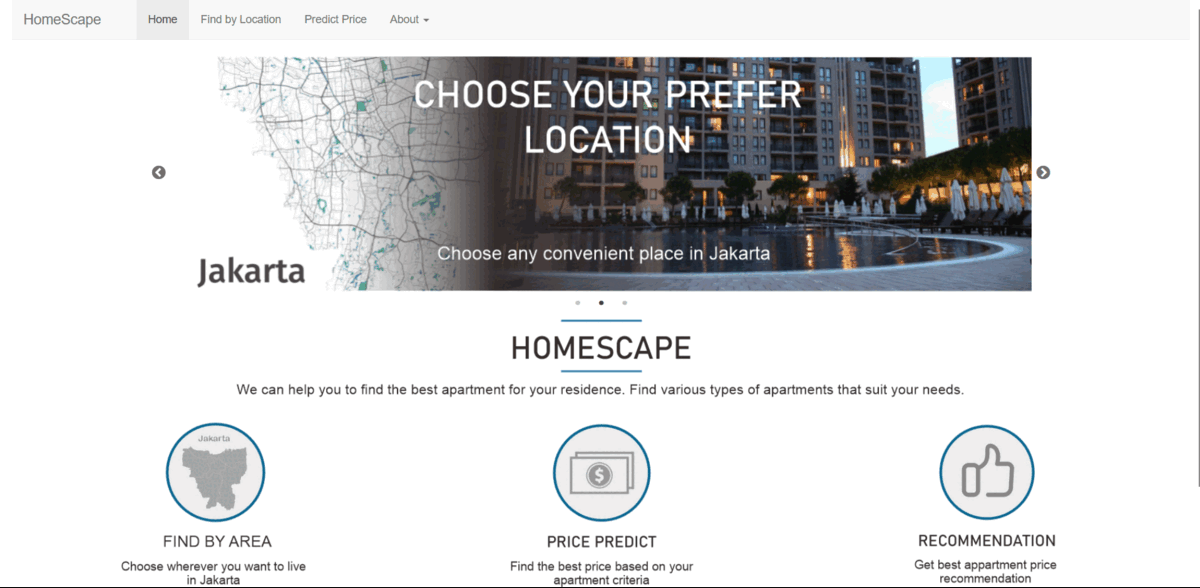 HomeScape Home Find by Location Predict Price About
CHOOSE YOUR PREFER
LOCATION
Choose any convenient place in Jakarta
Jakarta
HOMESCAPE
We can help you to find the best apartment for your residence. Find various types of apartments that suit your needs.
Jakarta
$
FIND BY AREA
Choose wherever you want to live
in Jakarta
PRICE PREDICT
Find the best price based on your
apartment criteria
RECOMMENDATION
Get best appartment price
recommendation